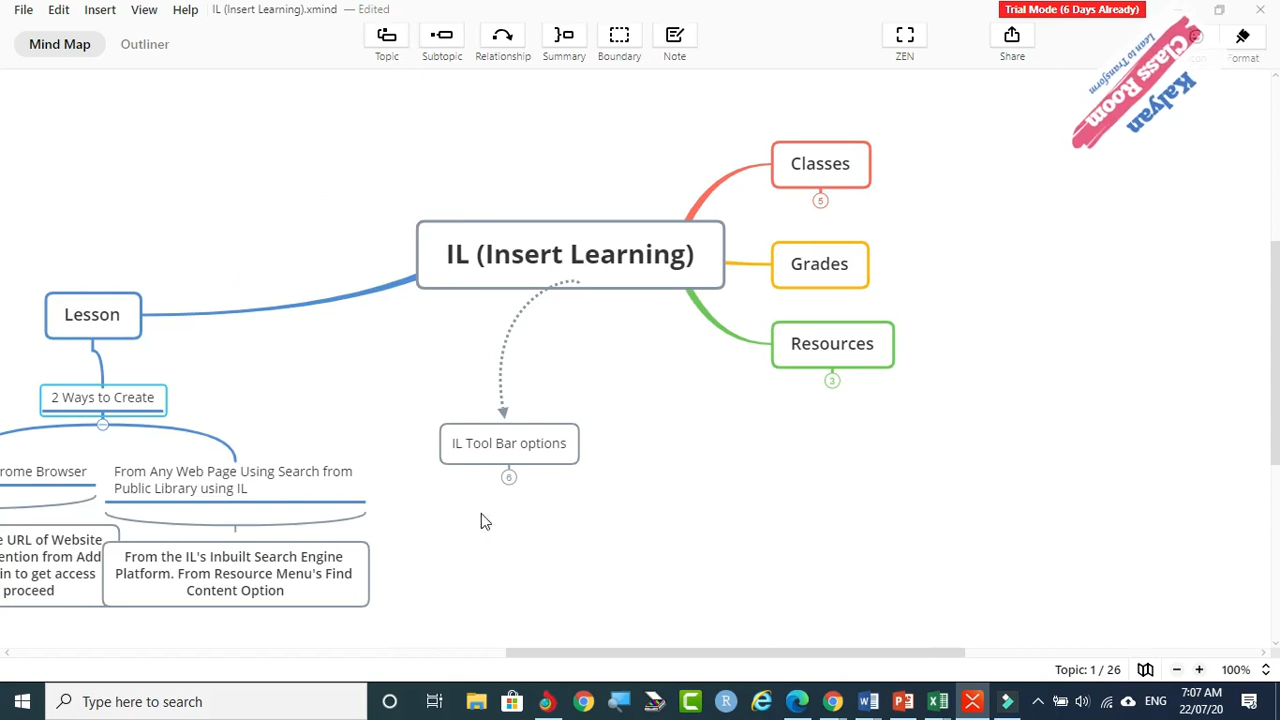 File Edit Insert View Help IL (Insert Learning).xmind — Edited
Trial Mode (6 Days Already)
Mind Map Outliner
Topic Subtopic Relationship Summary Boundary Note ZEN Share Format
Lean to Transform
Class Room
Kalyan
Classes
5
IL (Insert Learning)
Grades
Lesson
Resources
3
2 Ways to Create
IL Tool Bar options
6
rome Browser
From Any Web Page Using Search from
Public Library using IL
e URL of Website
ention from Add
in to get access
proceed
From the IL's Inbuilt Search Engine
Platform. From Resource Menu's Find
Content Option
Topic: 1 / 26
100%
Type here to search
ENG
7:07 AM
22/07/20